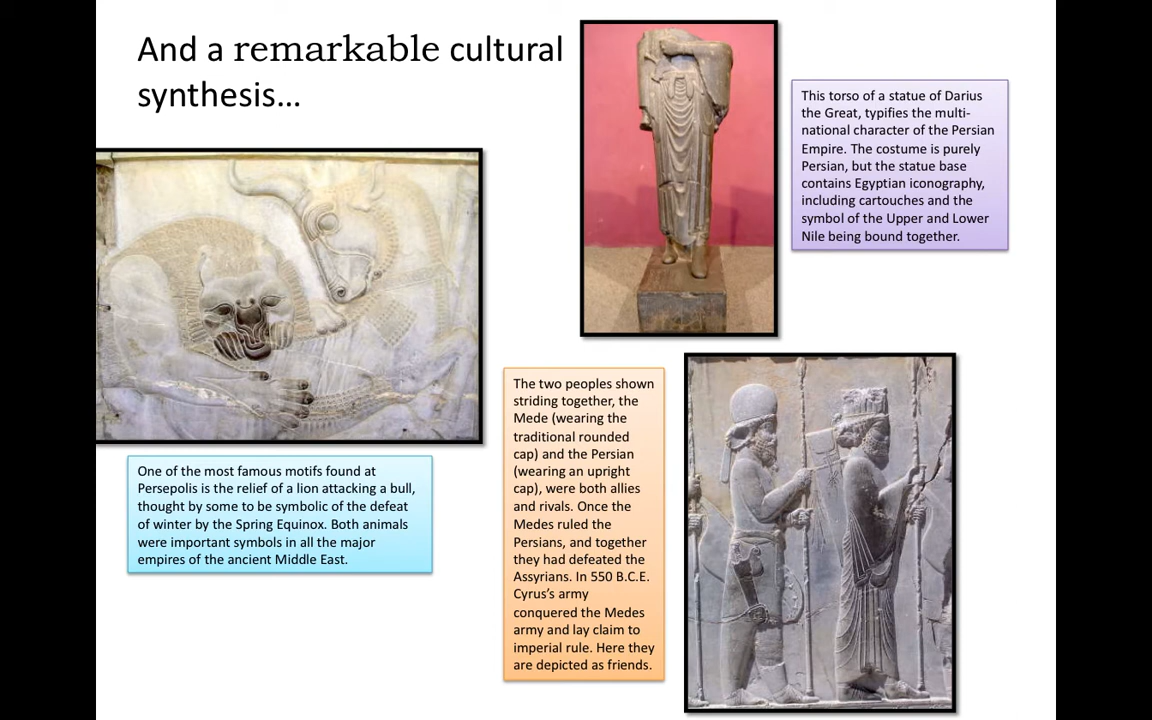 And a remarkable cultural
synthesis...
This torso of a statue of Darius
the Great, typifies the multi-
national character of the Persian
Empire. The costume is purely
Persian, but the statue base
contains Egyptian iconography,
including cartouches and the
symbol of the Upper and Lower
Nile being bound together.
The two peoples shown
striding together, the
Mede (wearing the
traditional rounded
cap) and the Persian
(wearing an upright
cap), were both allies
and rivals. Once the
Medes ruled the
Persians, and together
they had defeated the
Assyrians. In 550 B.C.E.
Cyrus's army
conquered the Medes
army and lay claim to
imperial rule. Here they
are depicted as friends.
One of the most famous motifs found at
Persepolis is the relief of a lion attacking a bull,
thought by some to be symbolic of the defeat
of winter by the Spring Equinox. Both animals
were important symbols in all the major
empires of the ancient Middle East.